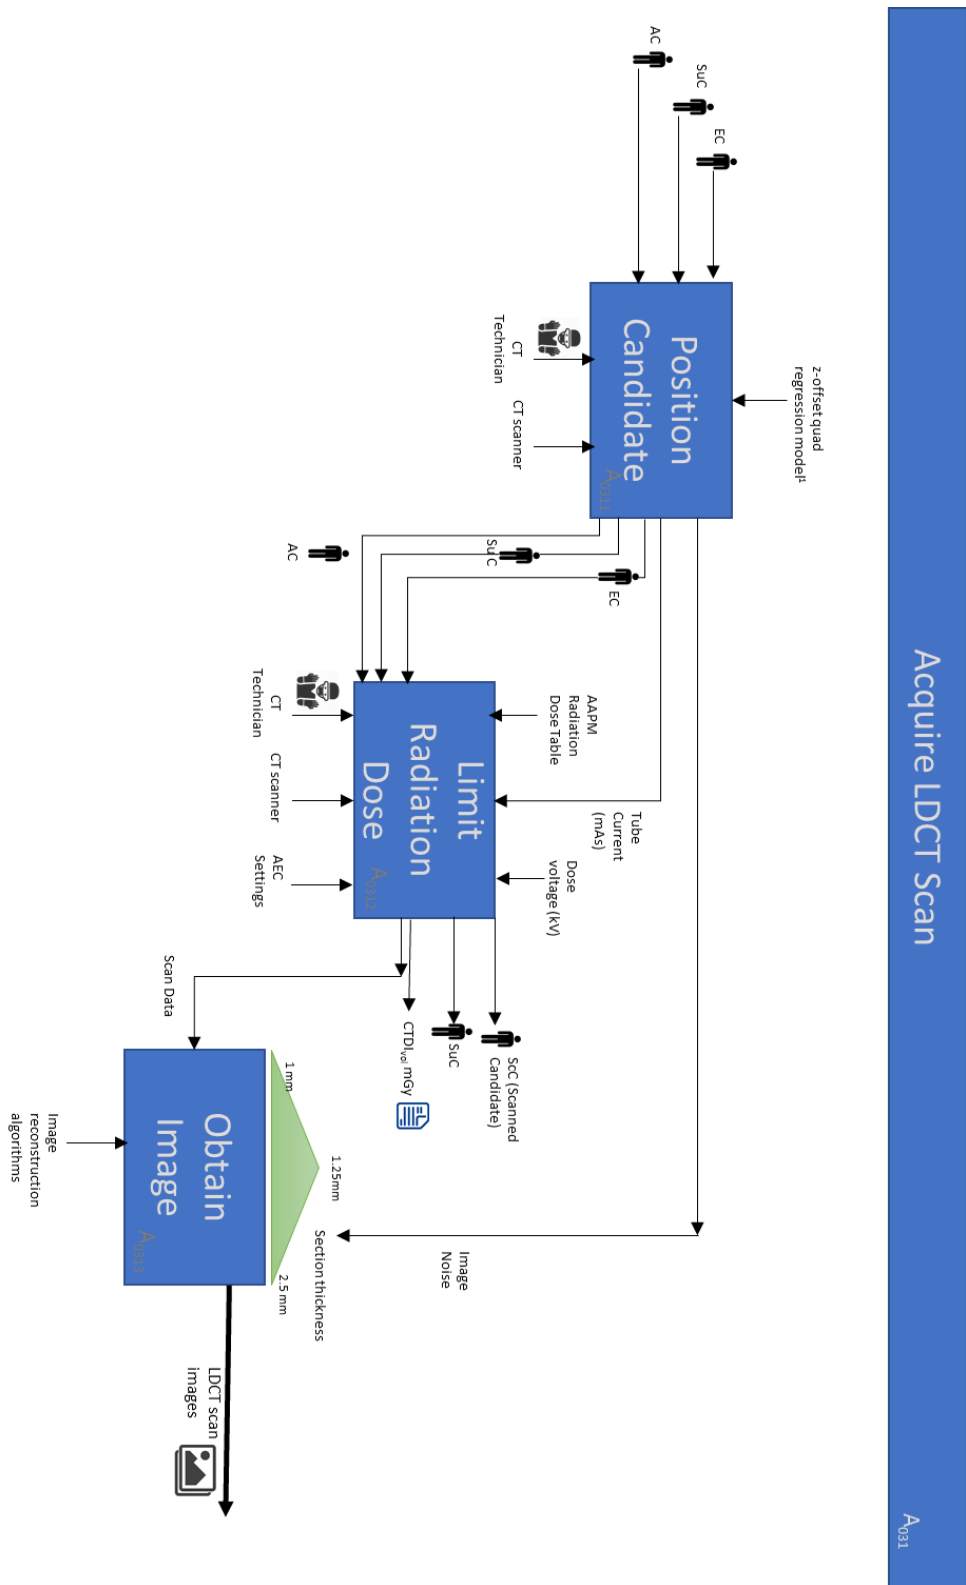 Acquire LDCT Scan
A031
AC
SuC
EC
z-offset quad
regression model¹
Position
Candidate
A0311
CT
Technician
CT scanner
AC
Su C
EC
AAPM
Radiation
Dose Table
Tube
Current
(mAs)
Dose
voltage (kV)
Limit
Radiation
Dose
A0312
CT
Technician
CT scanner
AEC
Settings
ScC (Scanned
Candidate)
SuC
CTDIvol mGy
Scan Data
Image
Noise
1 mm
1.25mm
2.5 mm
Section thickness
Obtain
Image
A0313
Image
reconstruction
algorithms
LDCT scan
images